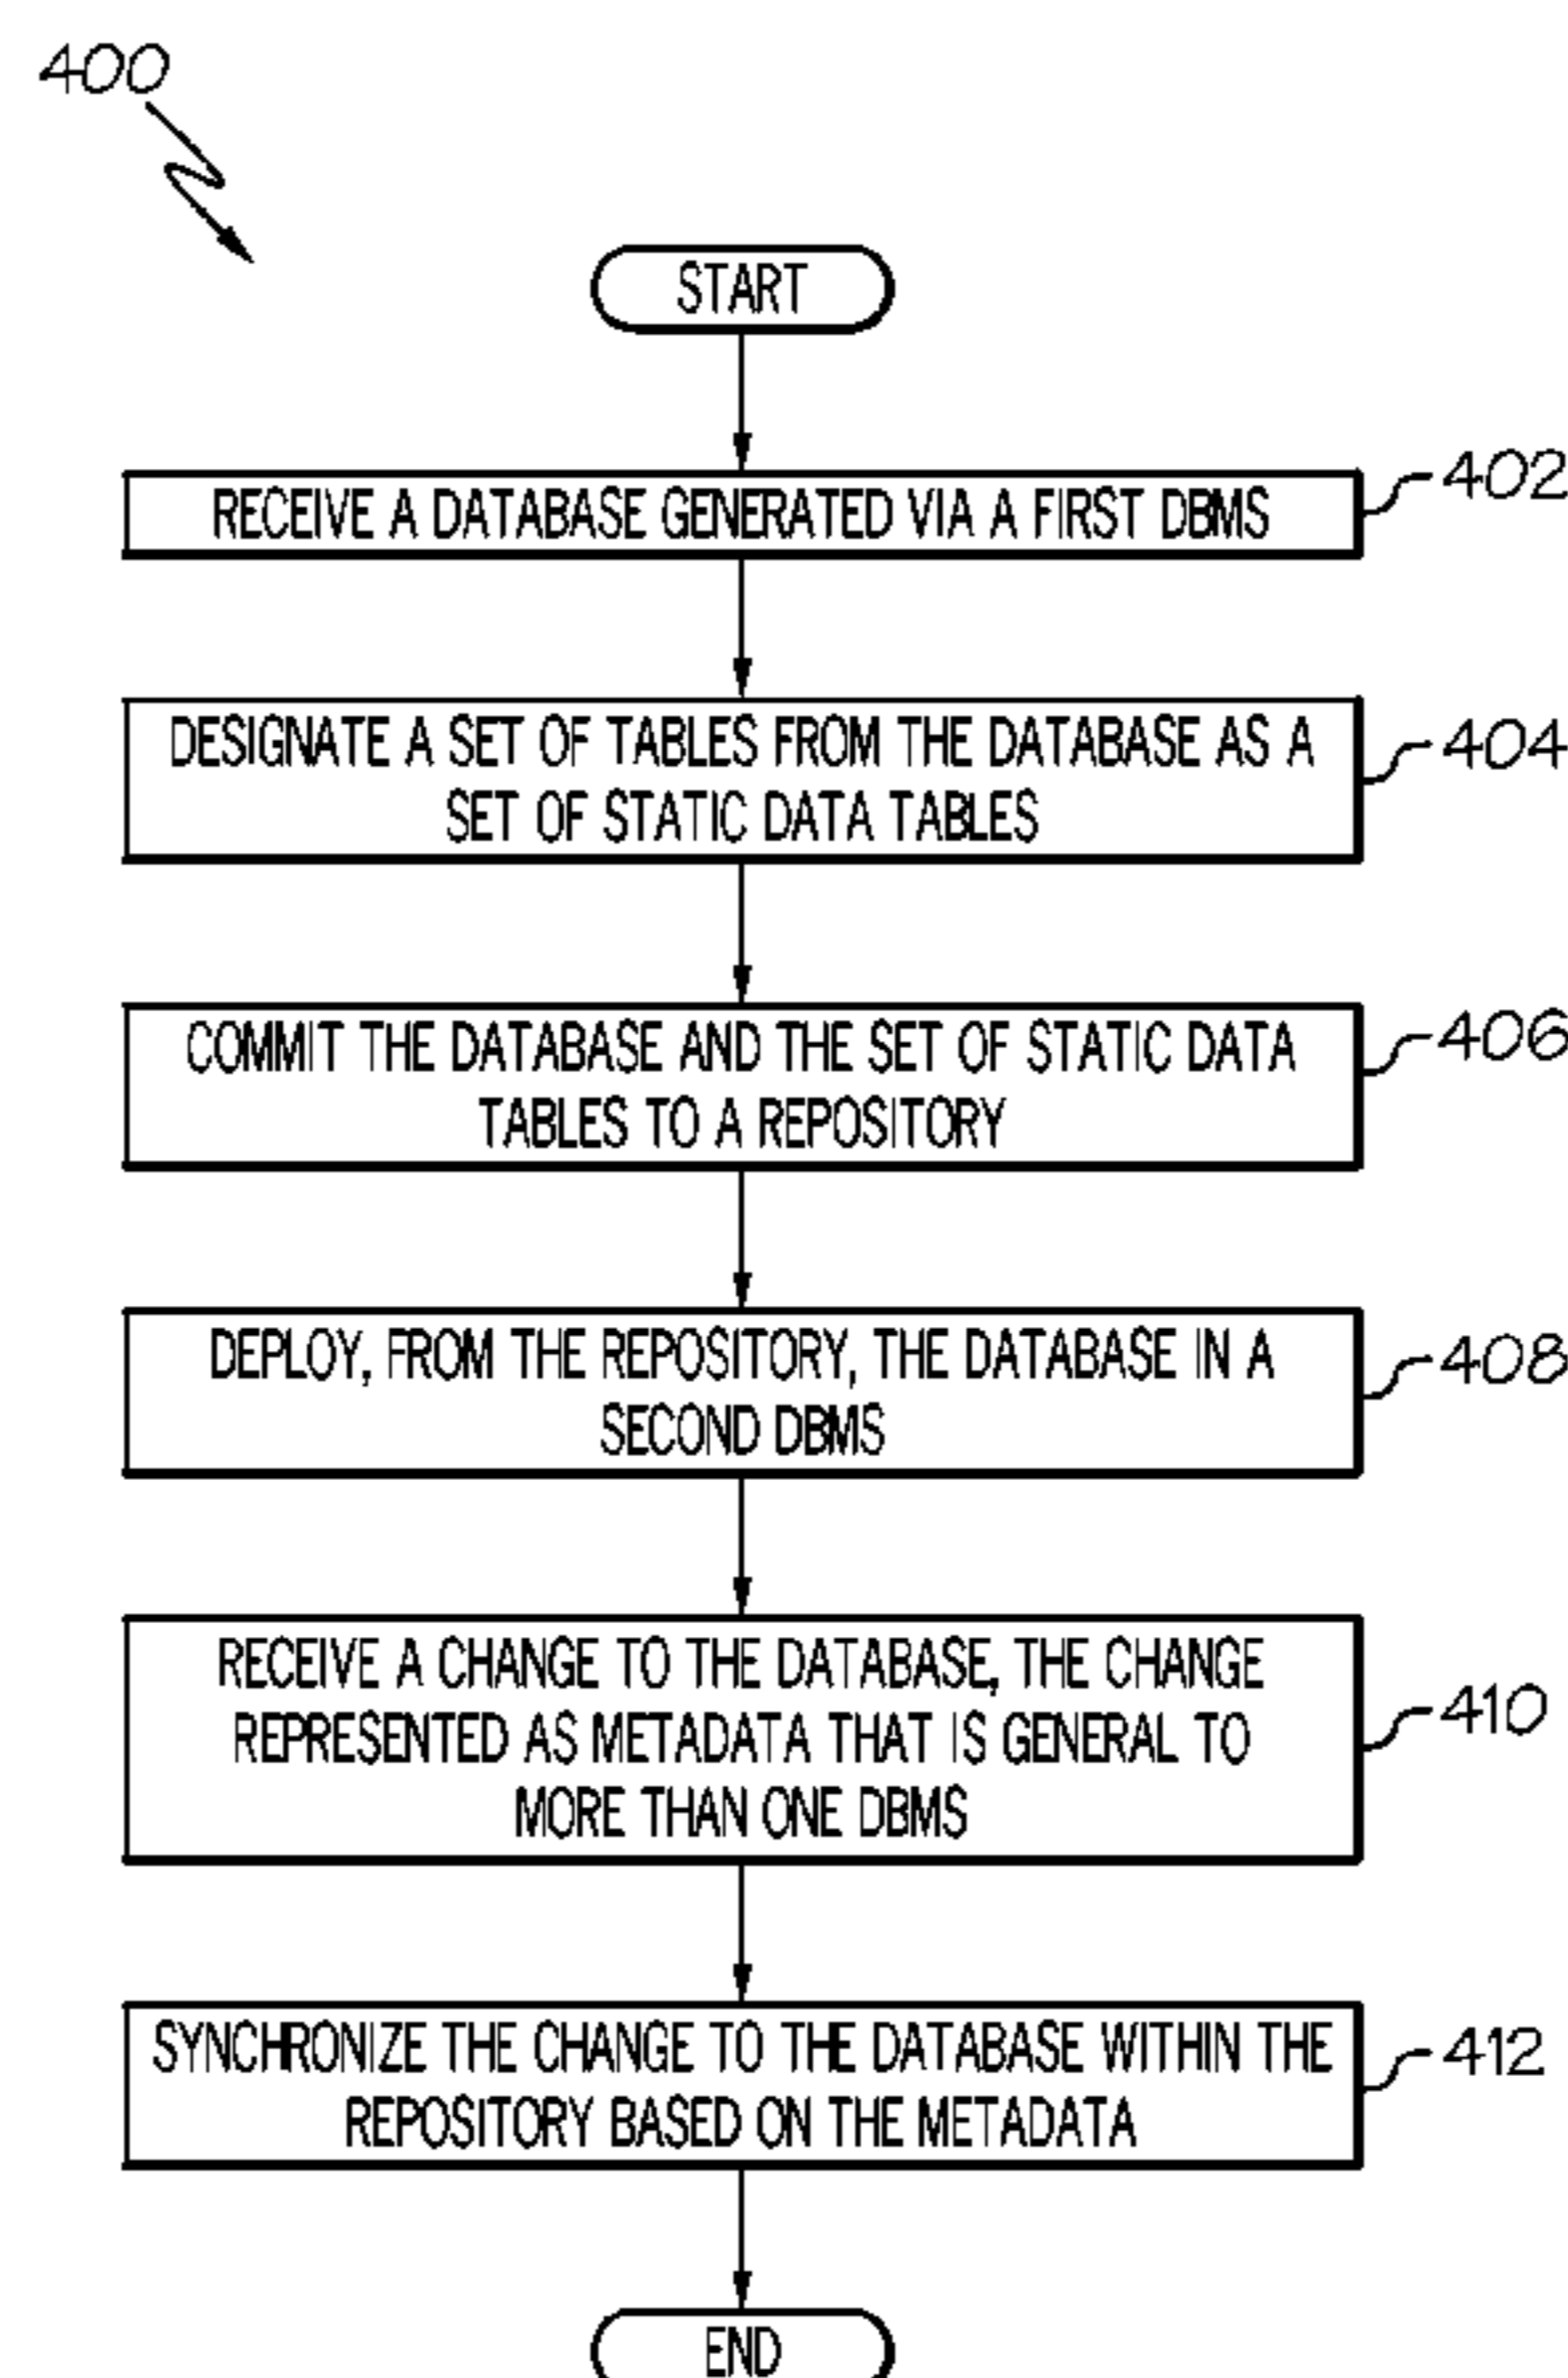 400
START
RECEIVE A DATABASE GENERATED VIA A FIRST DBMS
402
DESIGNATE A SET OF TABLES FROM THE DATABASE AS A
SET OF STATIC DATA TABLES
404
COMMIT THE DATABASE AND THE SET OF STATIC DATA
TABLES TO A REPOSITORY
406
DEPLOY, FROM THE REPOSITORY, THE DATABASE IN A
SECOND DBMS
408
RECEIVE A CHANGE TO THE DATABASE, THE CHANGE
REPRESENTED AS METADATA THAT IS GENERAL TO
MORE THAN ONE DBMS
410
SYNCHRONIZE THE CHANGE TO THE DATABASE WITHIN THE
REPOSITORY BASED ON THE METADATA
412
END